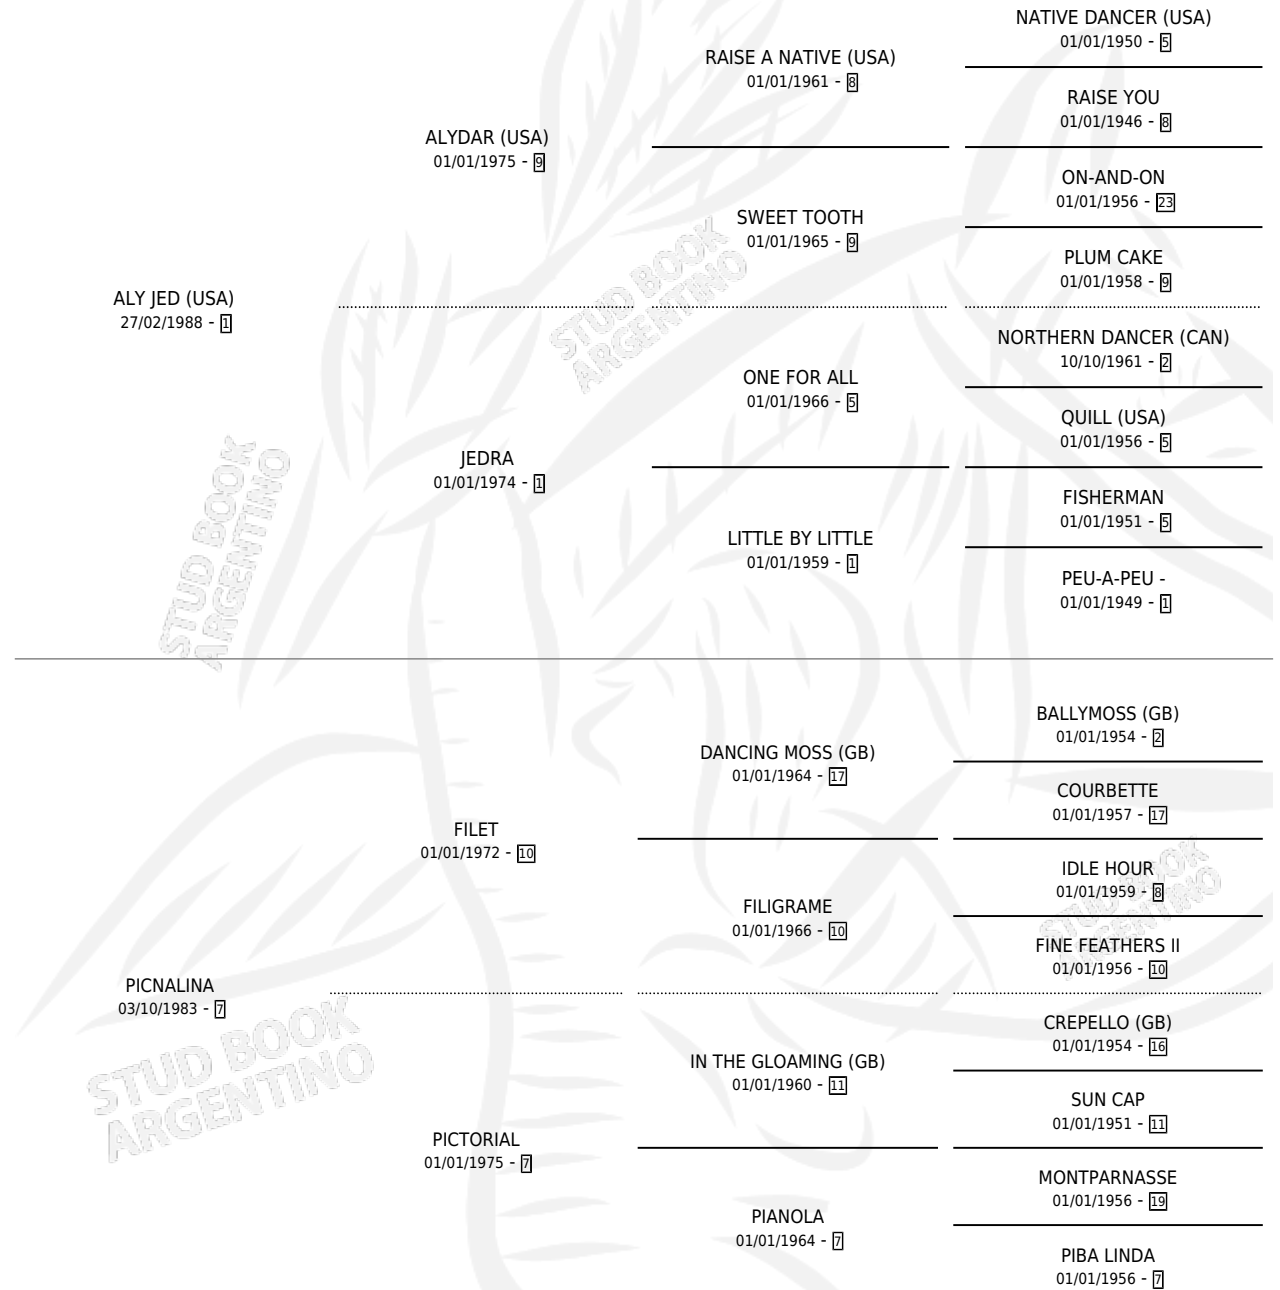 NATIVE DANCER (USA)
01/01/1950 - 5
RAISE A NATIVE (USA)
01/01/1961 - 8
RAISE YOU
01/01/1946 - 8
ALYDAR (USA)
01/01/1975 - 9
ON-AND-ON
01/01/1956 - 23
SWEET TOOTH
01/01/1965 - 9
PLUM CAKE
01/01/1958 - 9
ALY JED (USA)
27/02/1988 - 1
NORTHERN DANCER (CAN)
10/10/1961 - 2
ONE FOR ALL
01/01/1966 - 5
QUILL (USA)
01/01/1956 - 5
JEDRA
01/01/1974 - 1
FISHERMAN
01/01/1951 - 5
LITTLE BY LITTLE
01/01/1959 - 1
PEU-A-PEU -
01/01/1949 - 1
BALLYMOSS (GB)
01/01/1954 - 2
DANCING MOSS (GB)
01/01/1964 - 17
COURBETTE
01/01/1957 - 17
FILET
01/01/1972 - 10
IDLE HOUR
01/01/1959 - 8
FILIGRAME
01/01/1966 - 10
FINE FEATHERS II
01/01/1956 - 10
PICNALINA
03/10/1983 - 7
CREPELLO (GB)
01/01/1954 - 16
IN THE GLOAMING (GB)
01/01/1960 - 11
SUN CAP
01/01/1951 - 11
PICTORIAL
01/01/1975 - 7
MONTPARNASSE
01/01/1956 - 19
PIANOLA
01/01/1964 - 7
PIBA LINDA
01/01/1956 - 7
STUD BOOK
ARGENTINO
STUD BOOK
ARGENTINO
STUD BOOK
ARGENTINO
STUD BOOK
ARGENTINO